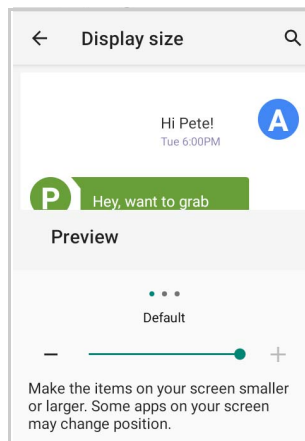 Display size
Hi Pete!
A
Tue 6:00PM
P
Hey, want to grab
Preview
Default
Make the items on your screen smaller
or larger. Some apps on your screen
may change position.